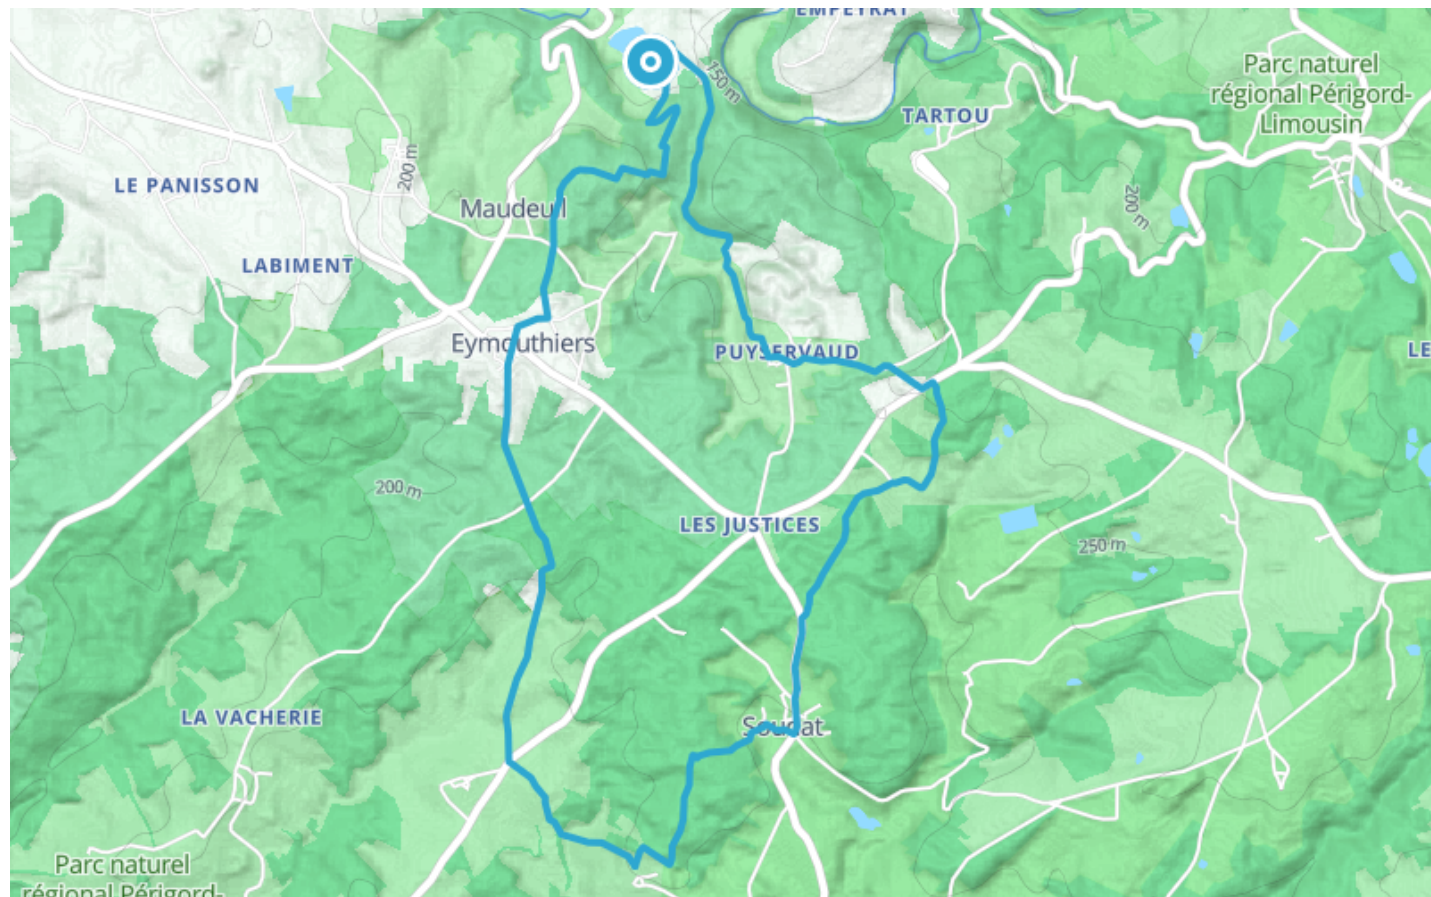 EMPEYRAT
150 m
Parc naturel
régional Périgord-
Limousin
TARTOU
200 m
LE PANISSON
200 m
Maudeuil
LABIMENT
Eymouthiers
PUYSERVAUD
LE
200 m
LES JUSTICES
250 m
LA VACHERIE
Soudat
Parc naturel
régional Périgord-